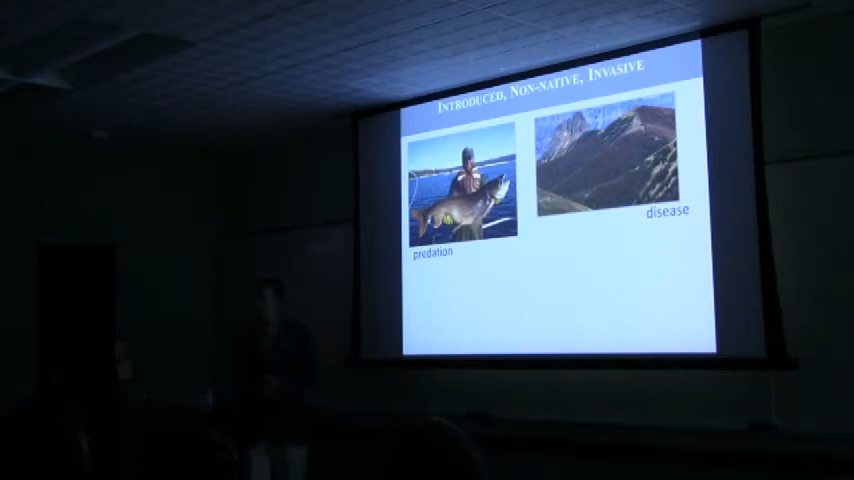 Introduced, Non-native, Invasive
predation
disease